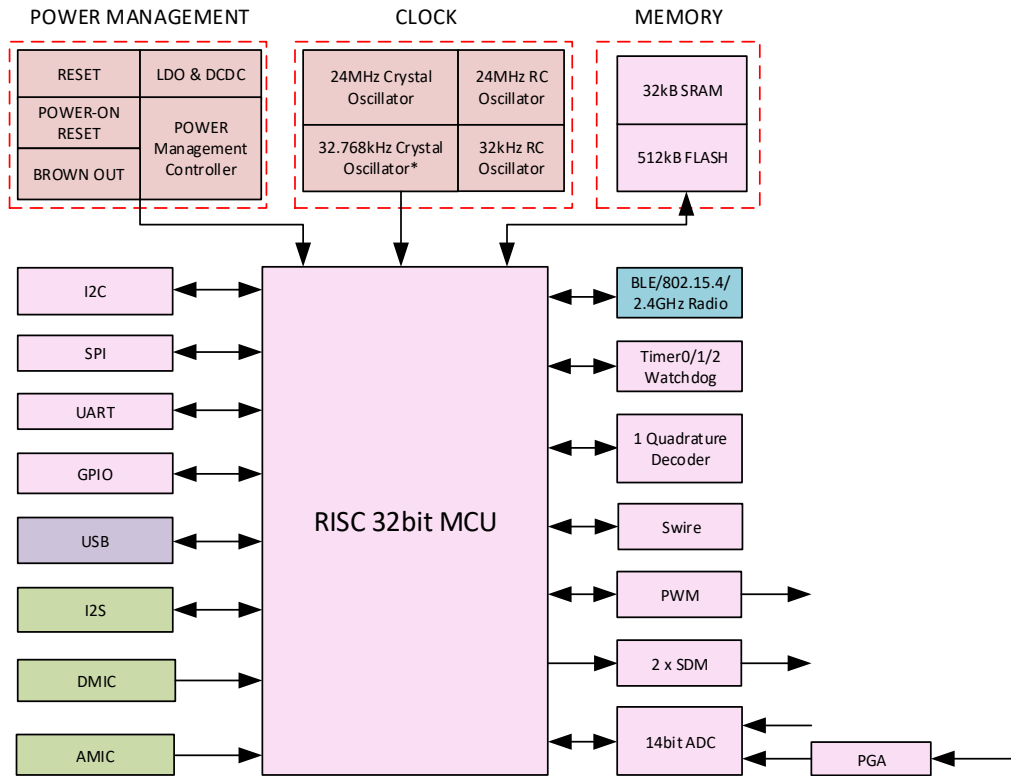 POWER MANAGEMENT
CLOCK
MEMORY
RESET
LDO & DCDC
POWER-ON
RESET
POWER
Management
Controller
BROWN OUT
24MHz Crystal
Oscillator
24MHz RC
Oscillator
32.768kHz Crystal
Oscillator*
32kHz RC
Oscillator
32kB SRAM
512kB FLASH
I2C
SPI
UART
GPIO
USB
I2S
DMIC
AMIC
RISC 32bit MCU
BLE/802.15.4/
2.4GHz Radio
Timer0/1/2
Watchdog
1 Quadrature
Decoder
Swire
PWM
2 x SDM
14bit ADC
PGA